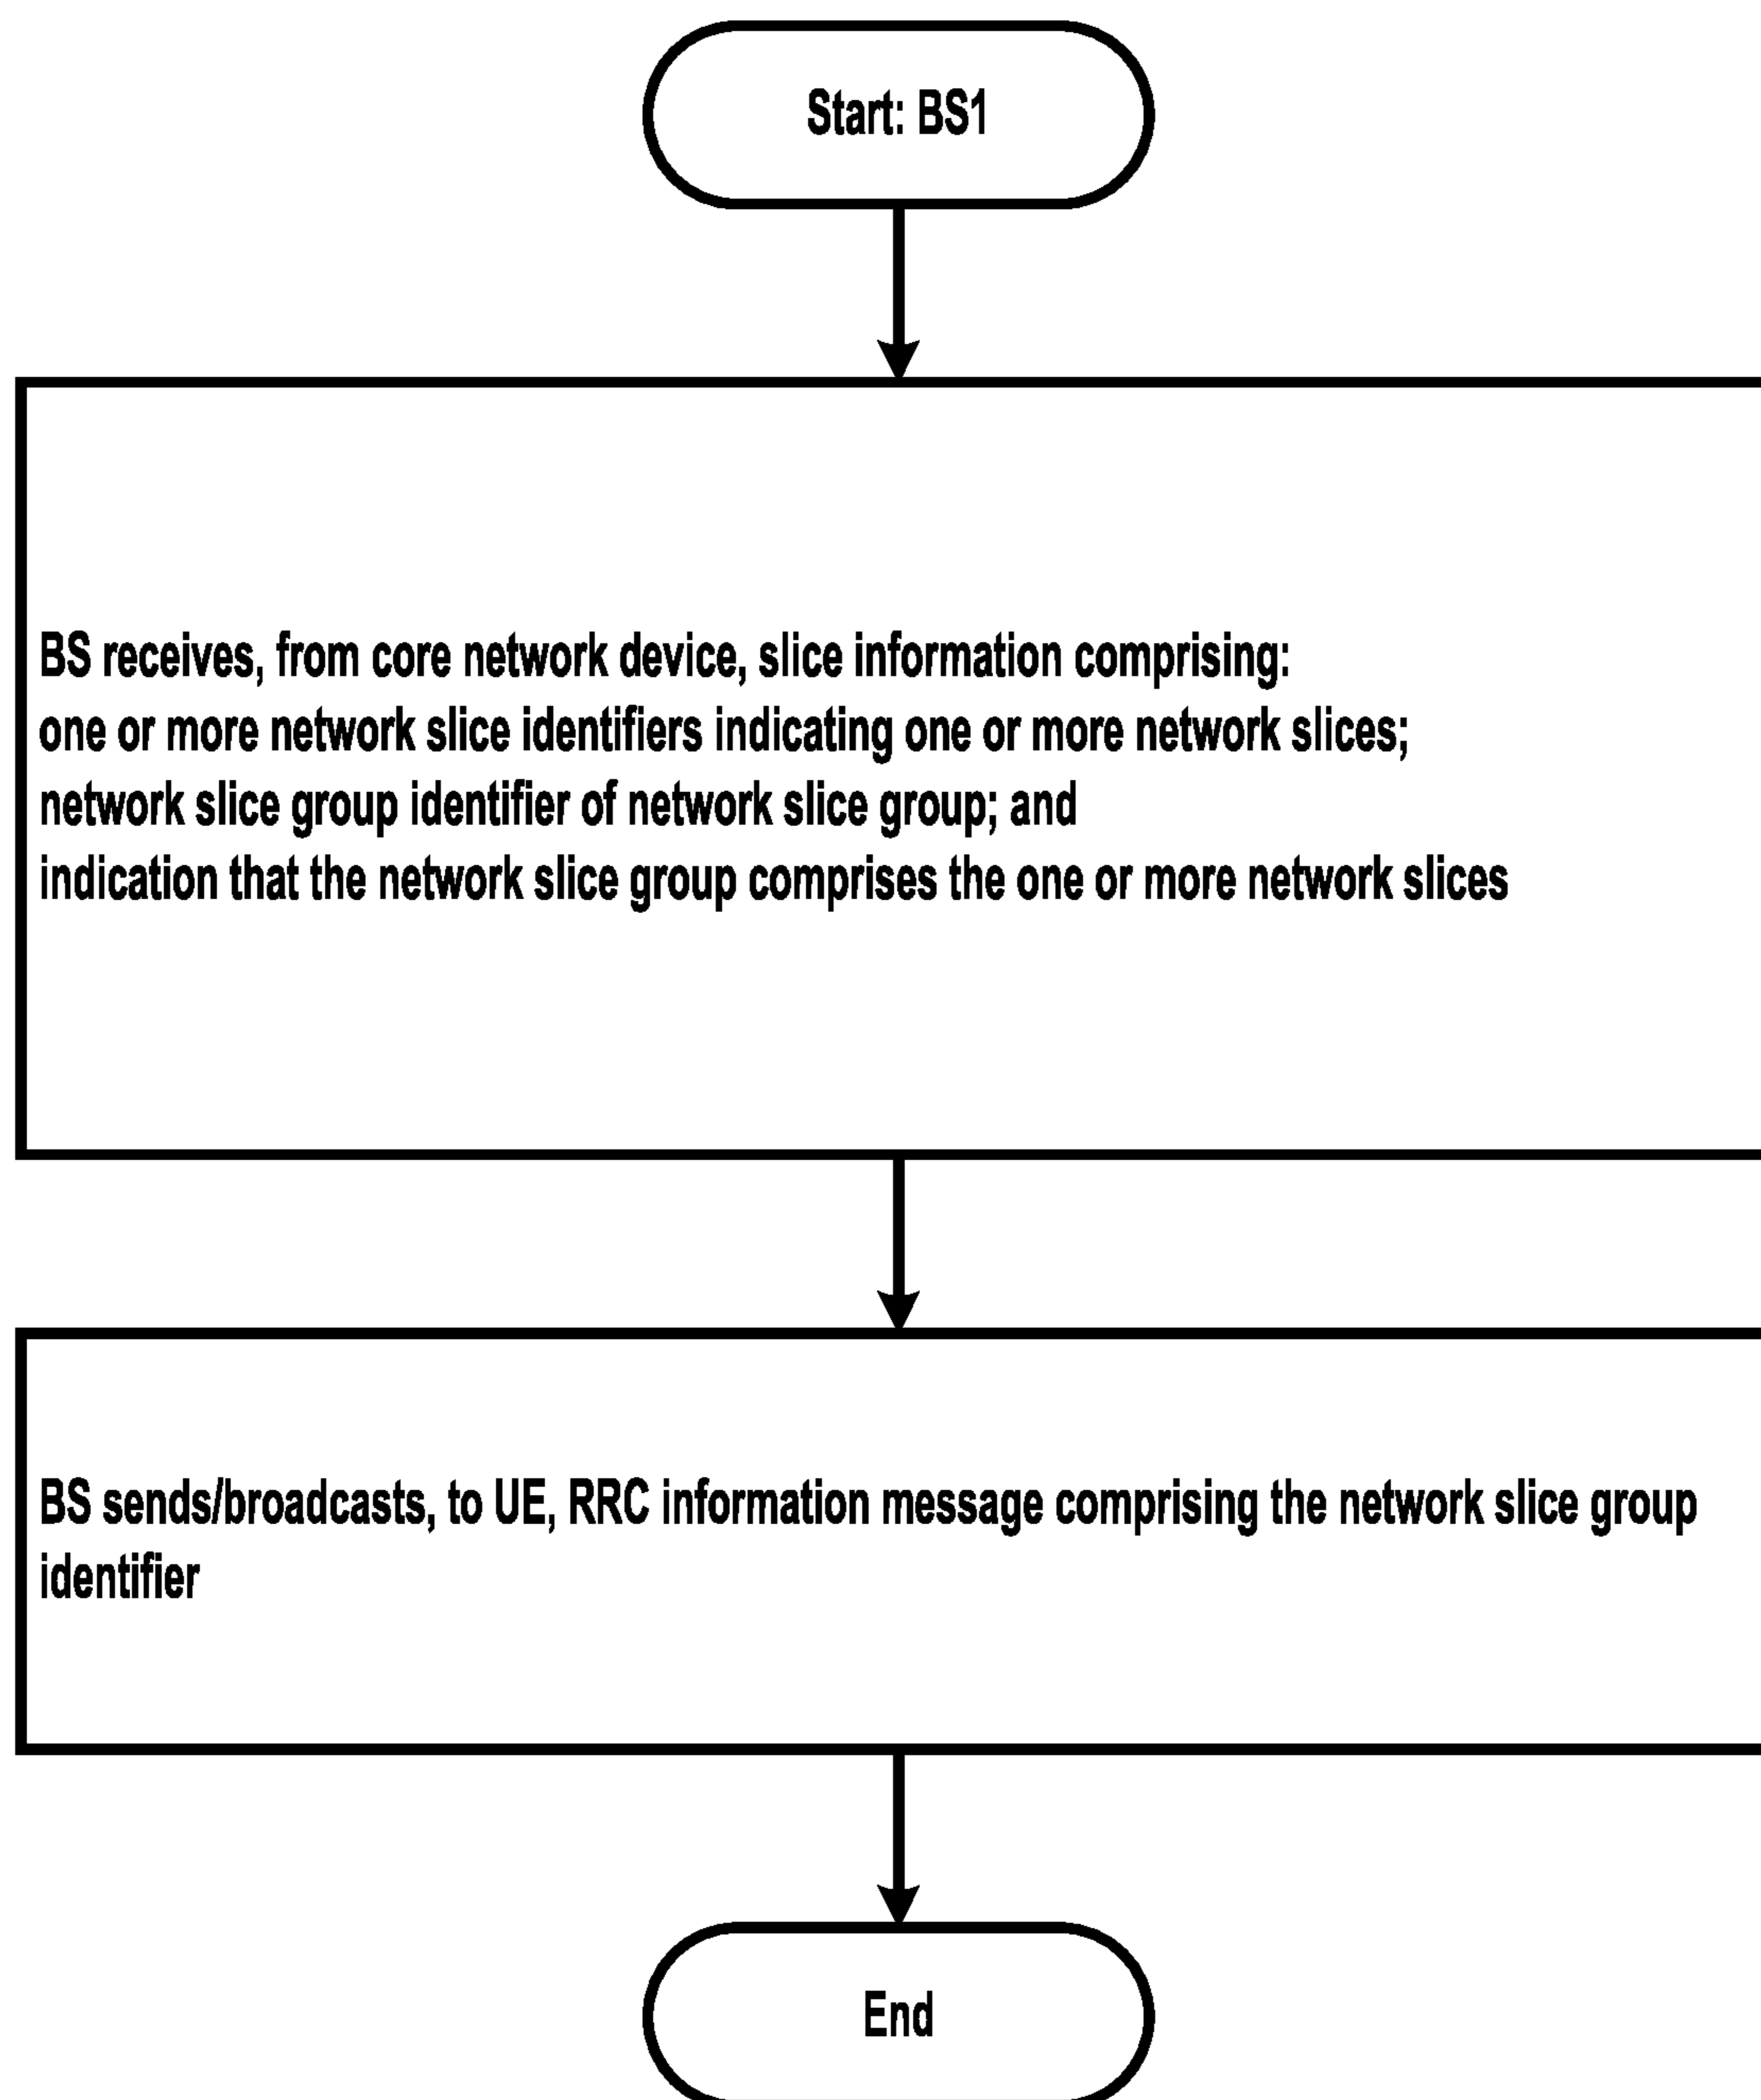 Start: BS1
BS receives, from core network device, slice information comprising:
one or more network slice identifiers indicating one or more network slices;
network slice group identifier of network slice group; and
indication that the network slice group comprises the one or more network slices
BS sends/broadcasts, to UE, RRC information message comprising the network slice group
identifier
End